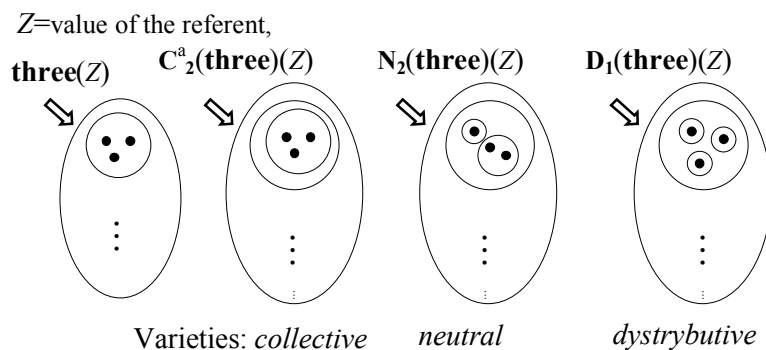 Z=value of the referent,
three(Z) Cᵃ₂(three)(Z) N₂(three)(Z) D₁(three)(Z)
Varieties: collective neutral dystrybutive